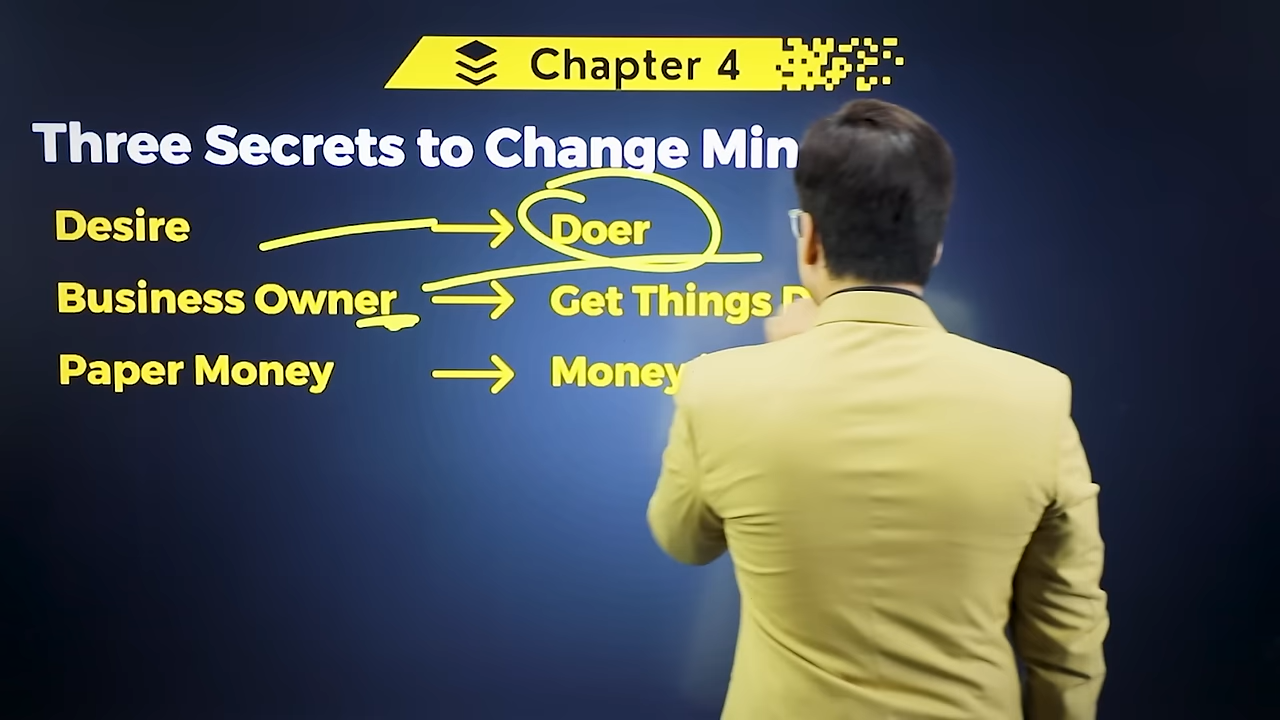 Chapter 4
Three Secrets to Change Min
Desire → Doer
Business Owner → Get Things D
Paper Money → Money